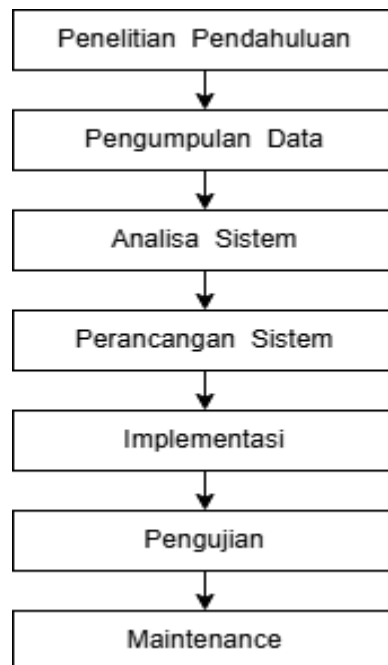 Penelitian Pendahuluan
Pengumpulan Data
Analisa Sistem
Perancangan Sistem
Implementasi
Pengujian
Maintenance